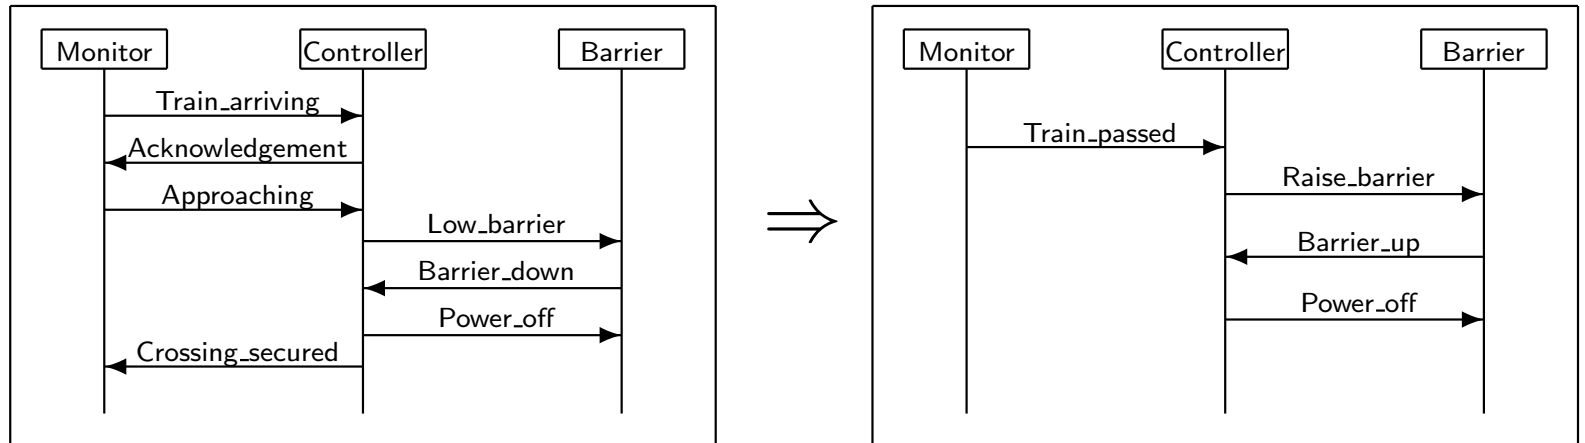 Monitor Controller Barrier
Train_arriving
Acknowledgement
Approaching
Low_barrier
Barrier_down
Power_off
Crossing_secured
⇒
Monitor Controller Barrier
Train_passed
Raise_barrier
Barrier_up
Power_off